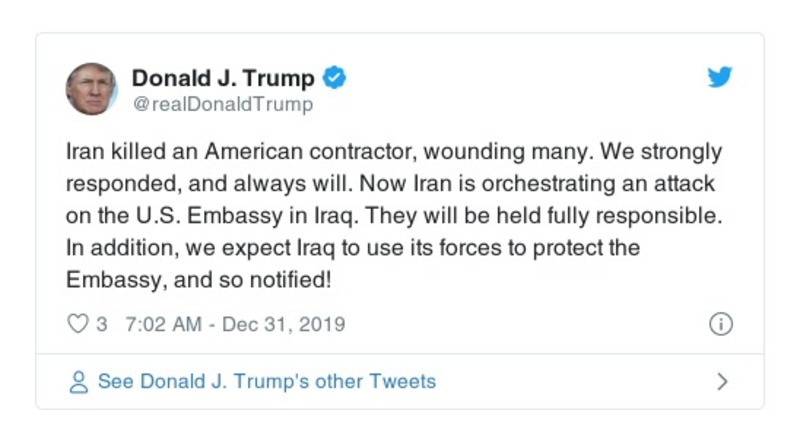 Donald J. Trump
@realDonaldTrump
Iran killed an American contractor, wounding many. We strongly
responded, and always will. Now Iran is orchestrating an attack
on the U.S. Embassy in Iraq. They will be held fully responsible.
In addition, we expect Iraq to use its forces to protect the
Embassy, and so notified!
3 7:02 AM - Dec 31, 2019
See Donald J. Trump's other Tweets